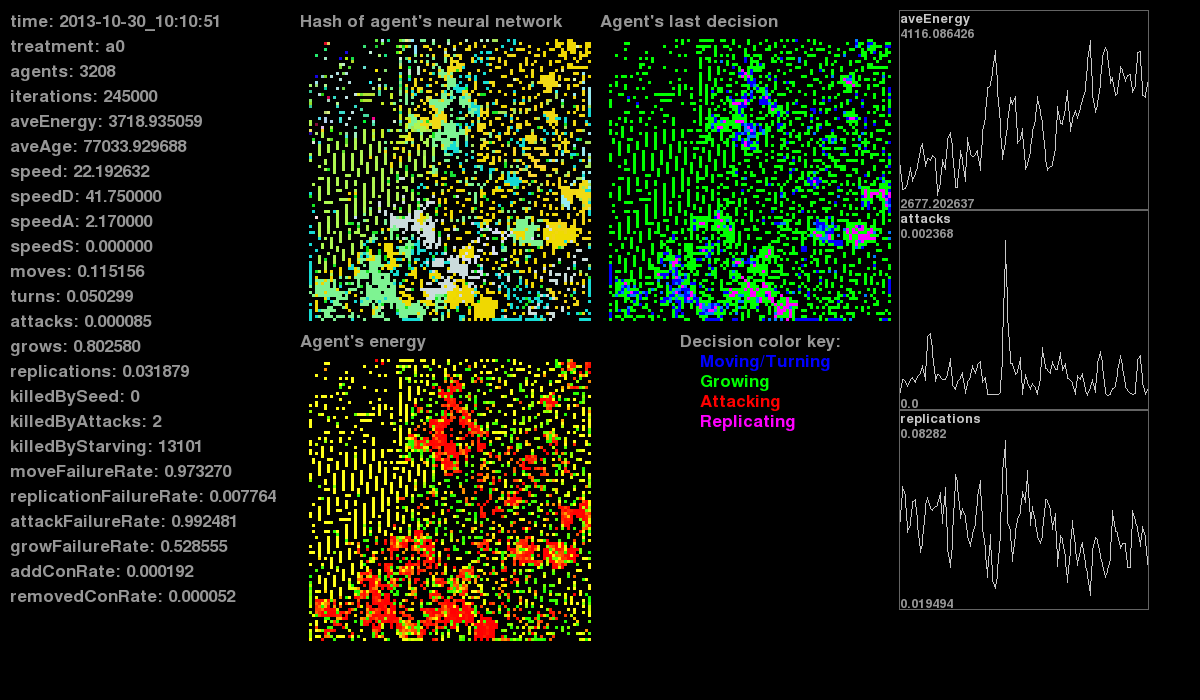 time: 2013-10-30_10:10:51
treatment: a0
agents: 3208
iterations: 245000
aveEnergy: 3718.935059
aveAge: 77033.929688
speed: 22.192632
speedD: 41.750000
speedA: 2.170000
speedS: 0.000000
moves: 0.115156
turns: 0.050299
attacks: 0.000085
grows: 0.802580
replications: 0.031879
killedBySeed: 0
killedByAttacks: 2
killedByStarving: 13101
moveFailureRate: 0.973270
replicationFailureRate: 0.007764
attackFailureRate: 0.992481
growFailureRate: 0.528555
addConRate: 0.000192
removedConRate: 0.000052
Hash of agent's neural network
Agent's last decision
Agent's energy
Decision color key:
Moving/Turning
Growing
Attacking
Replicating
aveEnergy
4116.086426
2677.202637
attacks
0.002368
0.0
replications
0.08282
0.019494